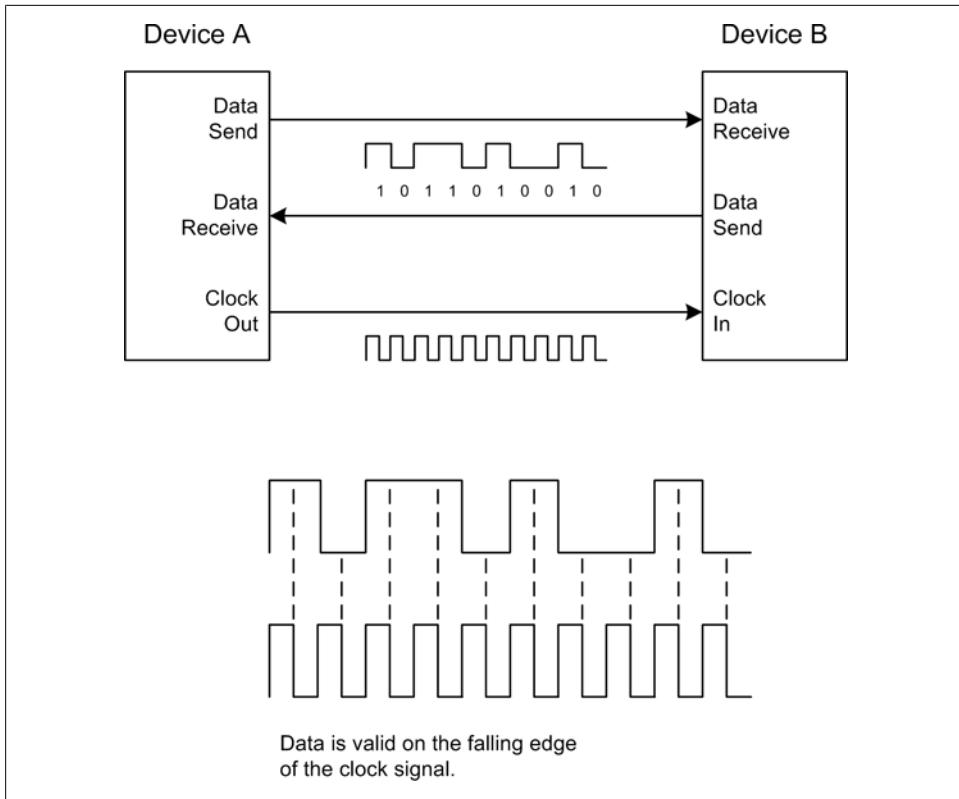 Device A
Device B
Data
Send
Data
Receive
1 0 1 1 0 1 0 0 1 0
Data
Receive
Data
Send
Clock
Out
Clock
In
Data is valid on the falling edge
of the clock signal.